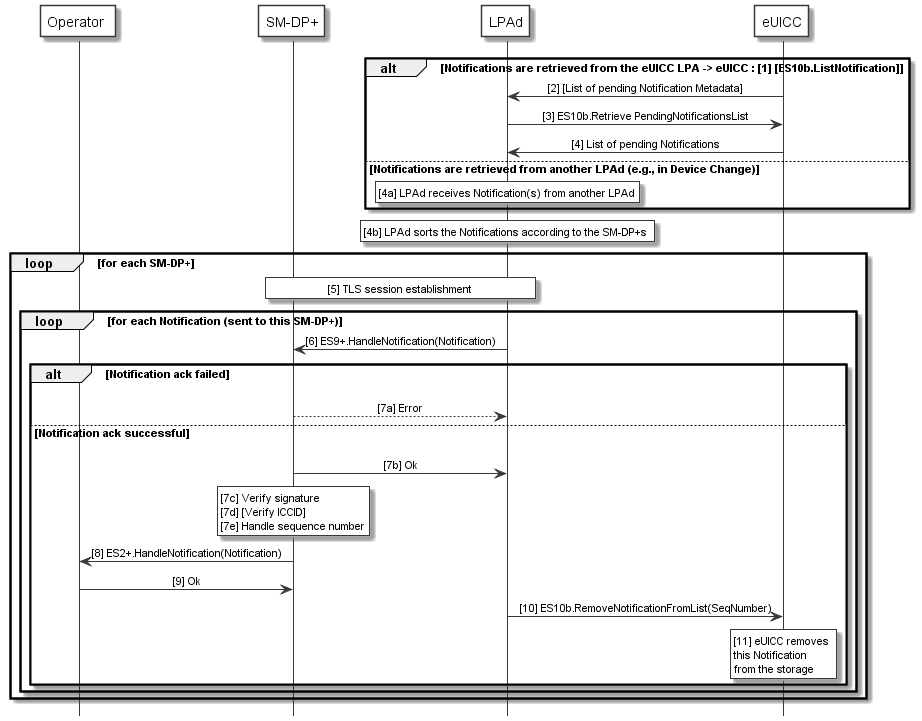 Operator
SM-DP+
LPAd
eUICC
alt
[Notifications are retrieved from the eUICC LPA -> eUICC : [1] [ES10b.ListNotification]]
[2] [List of pending Notification Metadata]
[3] ES10b.Retrieve PendingNotificationsList
[4] List of pending Notifications
[Notifications are retrieved from another LPAd (e.g., in Device Change)]
[4a] LPAd receives Notification(s) from another LPAd
[4b] LPAd sorts the Notifications according to the SM-DP+s
loop
[for each SM-DP+]
[5] TLS session establishment
loop
[for each Notification (sent to this SM-DP+)]
[6] ES9+.HandleNotification(Notification)
alt
[Notification ack failed]
[7a] Error
[Notification ack successful]
[7b] Ok
[7c] Verify signature
[7d] [Verify ICCID]
[7e] Handle sequence number
[8] ES2+.HandleNotification(Notification)
[9] Ok
[10] ES10b.RemoveNotificationFromList(SeqNumber)
[11] eUICC removes
this Notification
from the storage